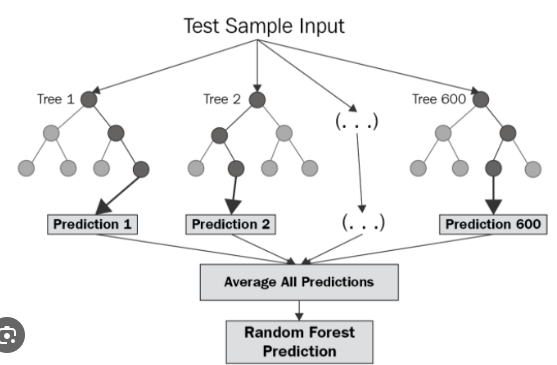 Test Sample Input
Tree 1
Tree 2
(. . .)
Tree 600
Prediction 1
Prediction 2
(. . .)
Prediction 600
Average All Predictions
Random Forest
Prediction